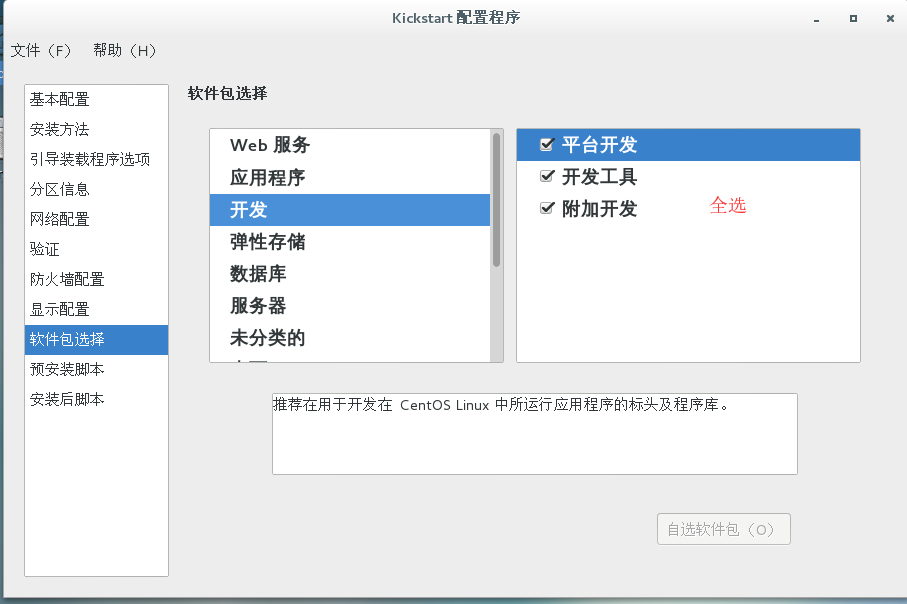 Kickstart 配置程序
文件（F） 帮助（H）
基本配置
安装方法
引导装载程序选项
分区信息
网络配置
验证
防火墙配置
显示配置
软件包选择
预安装脚本
安装后脚本
软件包选择
Web 服务
应用程序
开发
弹性存储
数据库
服务器
未分类的
平台开发
开发工具
附加开发
全选
推荐在用于开发在 CentOS Linux 中所运行应用程序的标头及程序库。
自选软件包（O）